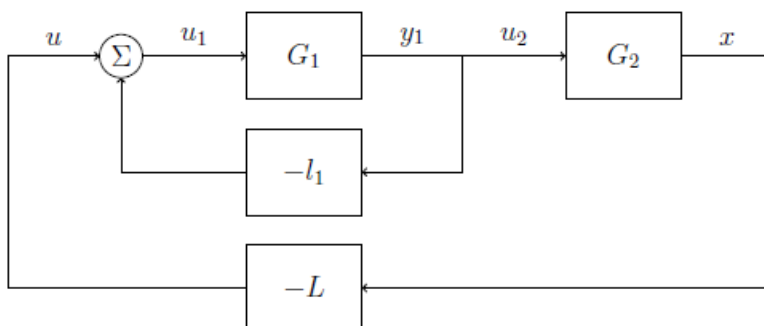 u
Σ
u₁
G₁
y₁
u₂
G₂
x
−l₁
−L